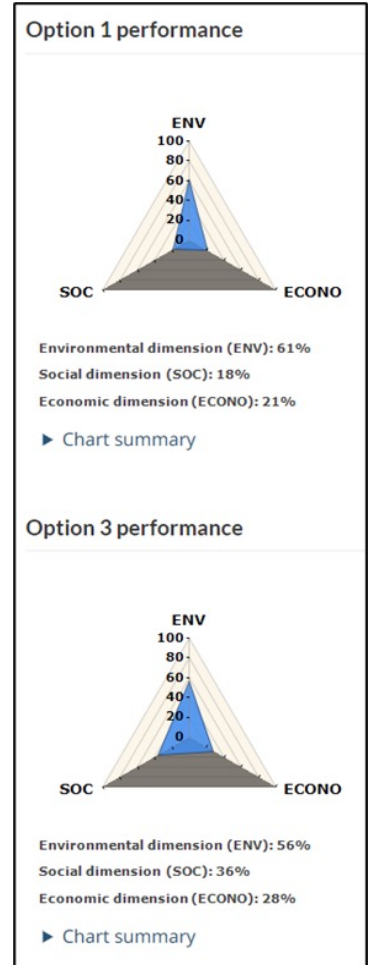 Option 1 performance
ENV
100
80
60
40
20
0
SOC
ECONO
Environmental dimension (ENV): 61%
Social dimension (SOC): 18%
Economic dimension (ECONO): 21%
► Chart summary
Option 3 performance
ENV
100
80
60
40
20
0
SOC
ECONO
Environmental dimension (ENV): 56%
Social dimension (SOC): 36%
Economic dimension (ECONO): 28%
► Chart summary